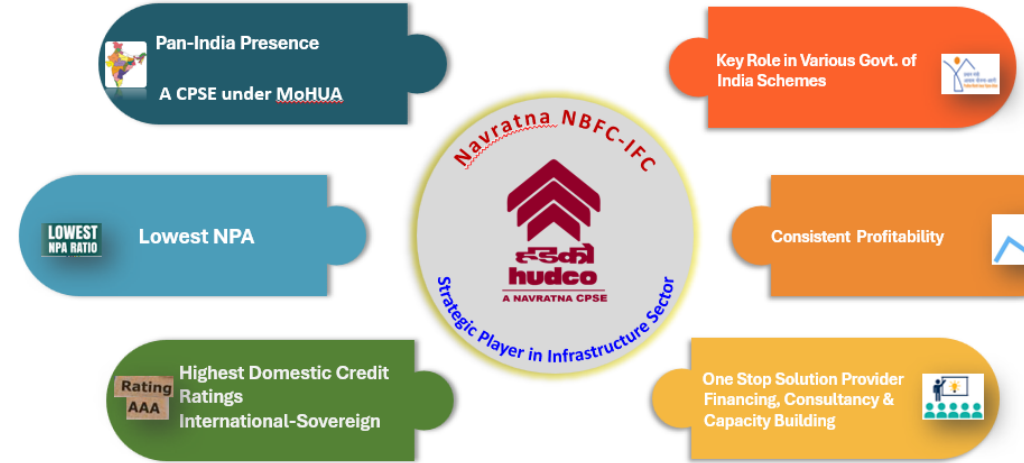 Pan-India Presence
A CPSE under MoHUA
Key Role in Various Govt. of
India Schemes
Navratna NBFC-IFC
LOWEST
NPA RATIO
Lowest NPA
हडको
hudco
A NAVRATNA CPSE
Strategic Player in Infrastructure Sector
Consistent Profitability
Rating
AAA
Highest Domestic Credit
Ratings
International-Sovereign
One Stop Solution Provider
Financing, Consultancy &
Capacity Building